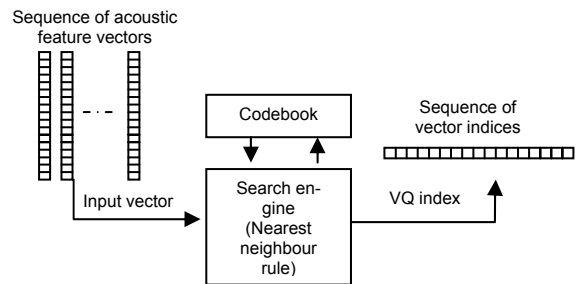 Sequence of acoustic
feature vectors
Codebook
Sequence of
vector indices
Input vector
Search en-
gine
(Nearest
neighbour
rule)
VQ index